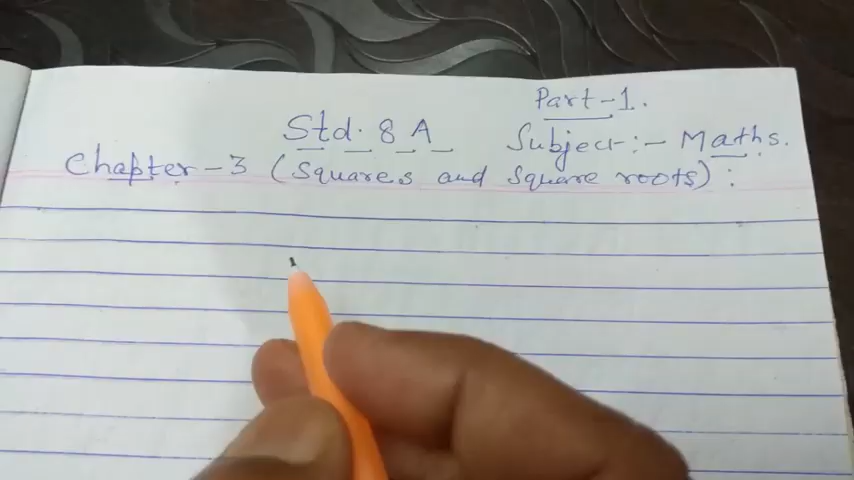 Part-1.
Std. 8 A Subject:- Maths.
Chapter-3 (Squares and Square roots):